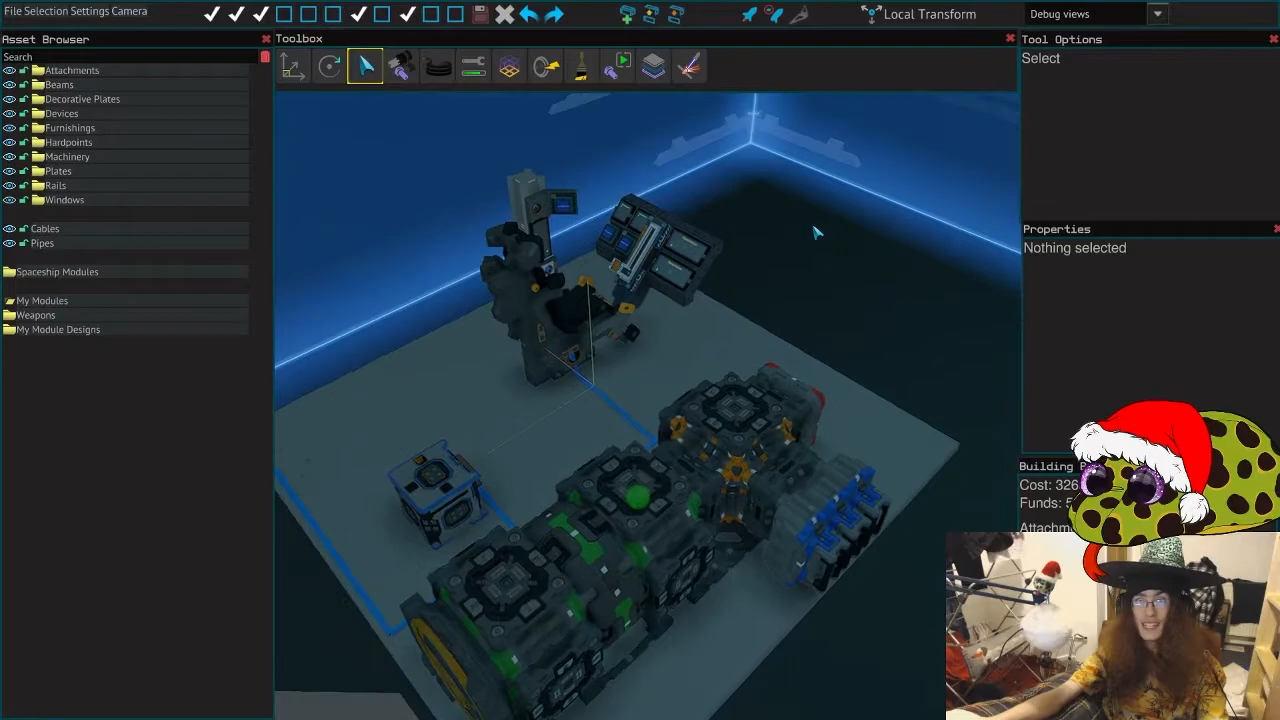 File Selection Settings Camera
Local Transform
Debug views
Asset Browser
Toolbox
Tool Options
Search
Select
Attachments
Beams
Decorative Plates
Devices
Furnishings
Hardpoints
Machinery
Plates
Rails
Windows
Cables
Pipes
Spaceship Modules
My Modules
Weapons
My Module Designs
Properties
Nothing selected
Cost: 326
Funds: